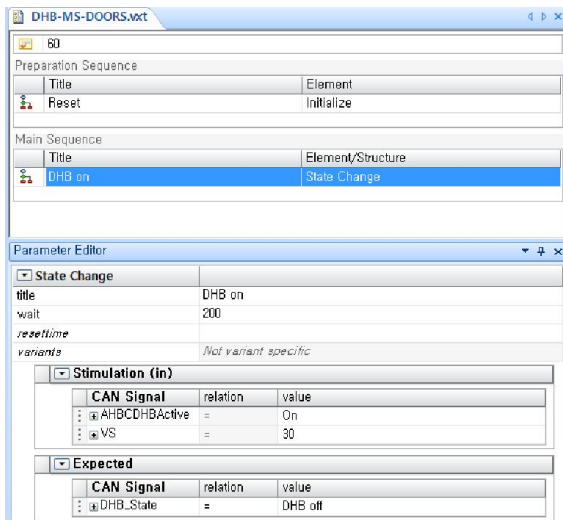 DHB-MS-DOORS.vxt
60
Preparation Sequence
Title Element
Reset Initialize
Main Sequence
Title Element/Structure
DHB on State Change
Parameter Editor
State Change
title DHB on
wait 200
resettime
variants Not variant specific
Stimulation (in)
CAN Signal relation value
AHBCDHBActive = On
VS = 30
Expected
CAN Signal relation value
DHB_State = DHB off